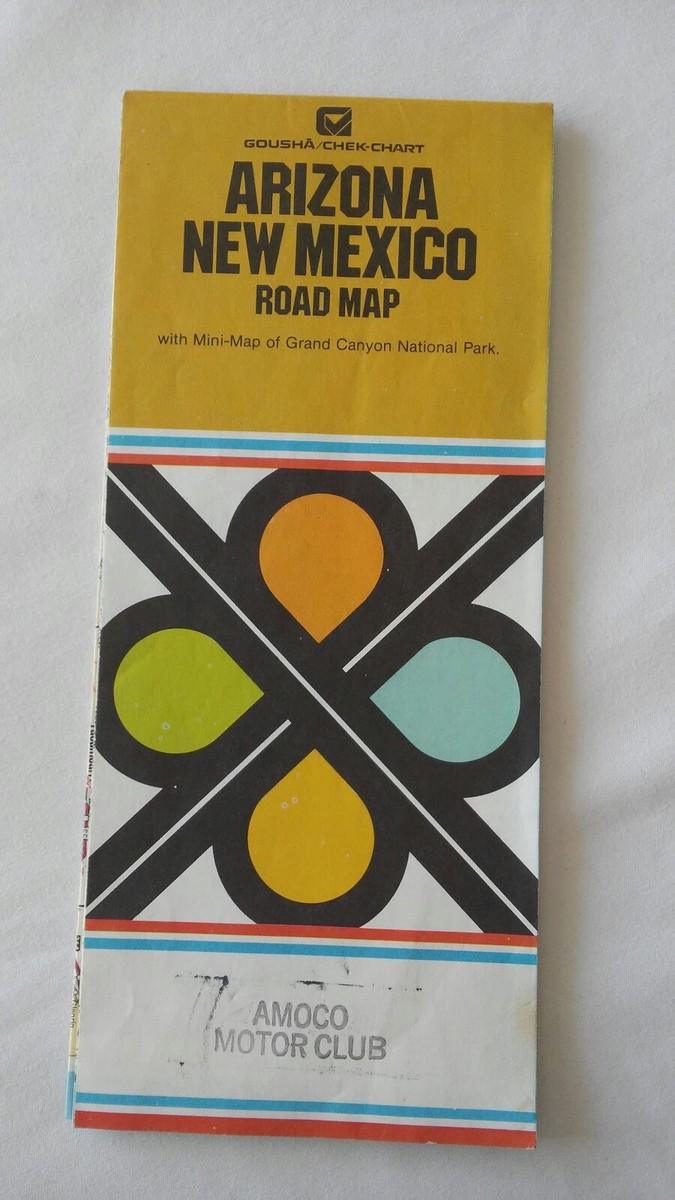 GOUSHĀ/CHEK-CHART
ARIZONA
NEW MEXICO
ROAD MAP
with Mini-Map of Grand Canyon National Park.
AMOCO
MOTOR CLUB